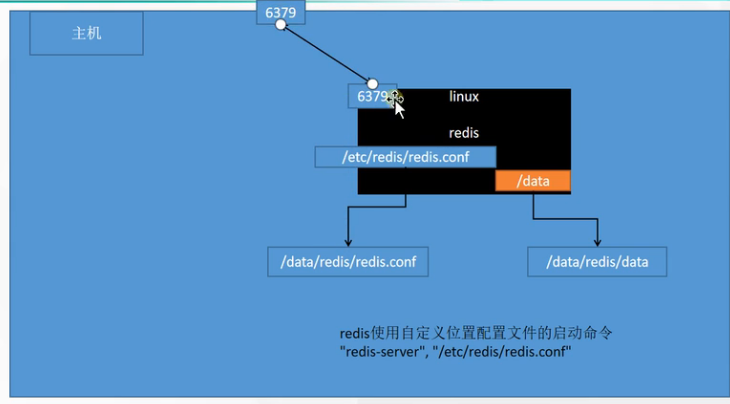 6379
主机
6379
linux
redis
/etc/redis/redis.conf
/data
/data/redis/redis.conf
/data/redis/data
redis使用自定义位置配置文件的启动命令
"redis-server", "/etc/redis/redis.conf"